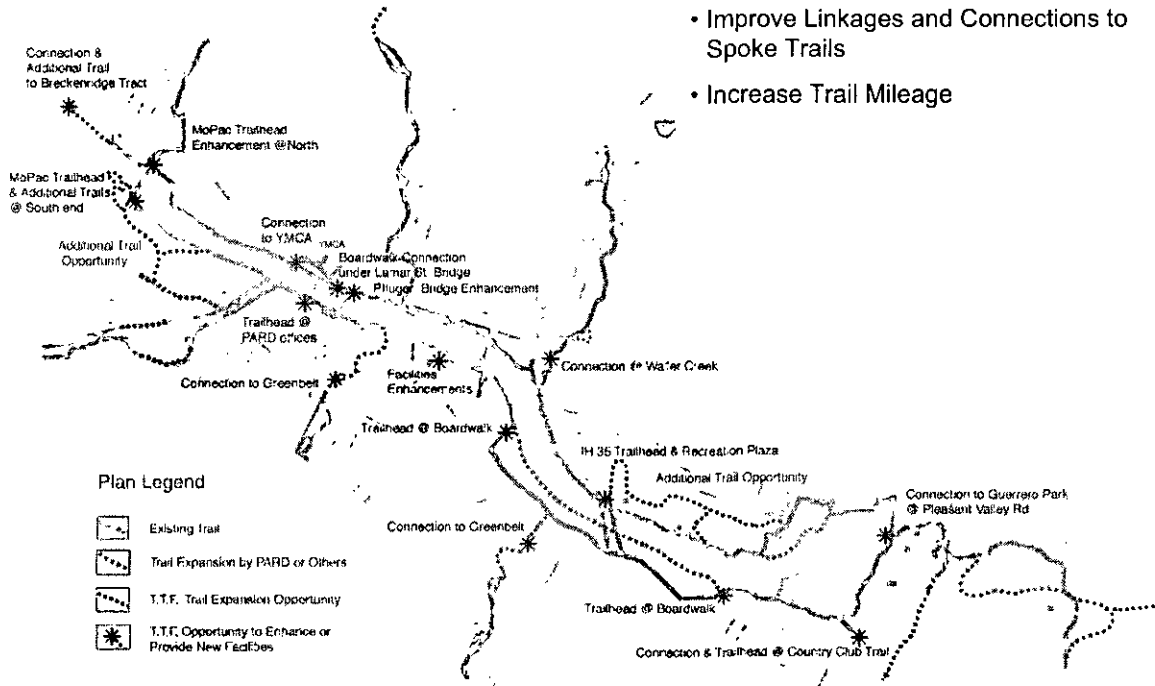 • Improve Linkages and Connections to
Spoke Trails
• Increase Trail Mileage
Connection &
Additional Trail
to Breckenridge Tract
MoPac Trailhead
Enhancement @North
MoPac Trailhead
& Additional Trails
@ South end
Additional Trail
Opportunity
Connection
to YMCA
YMCA
Boardwalk Connection
under Lamar St. Bridge
Pfluger Bridge Enhancement
Trailhead @
PARD offices
Connection to Greenbelt
Facilities
Enhancements
Connection @ Waller Creek
Trailhead @ Boardwalk
IH 35 Trailhead & Recreation Plaza
Additional Trail Opportunity
Connection to Guerrero Park
@ Pleasant Valley Rd
Connection to Greenbelt
Trailhead @ Boardwalk
Connection & Trailhead @ Country Club Trail
Plan Legend
Existing Trail
Trail Expansion by PARD or Others
T.T.F. Trail Expansion Opportunity
T.T.F. Opportunity to Enhance or
Provide New Facilities